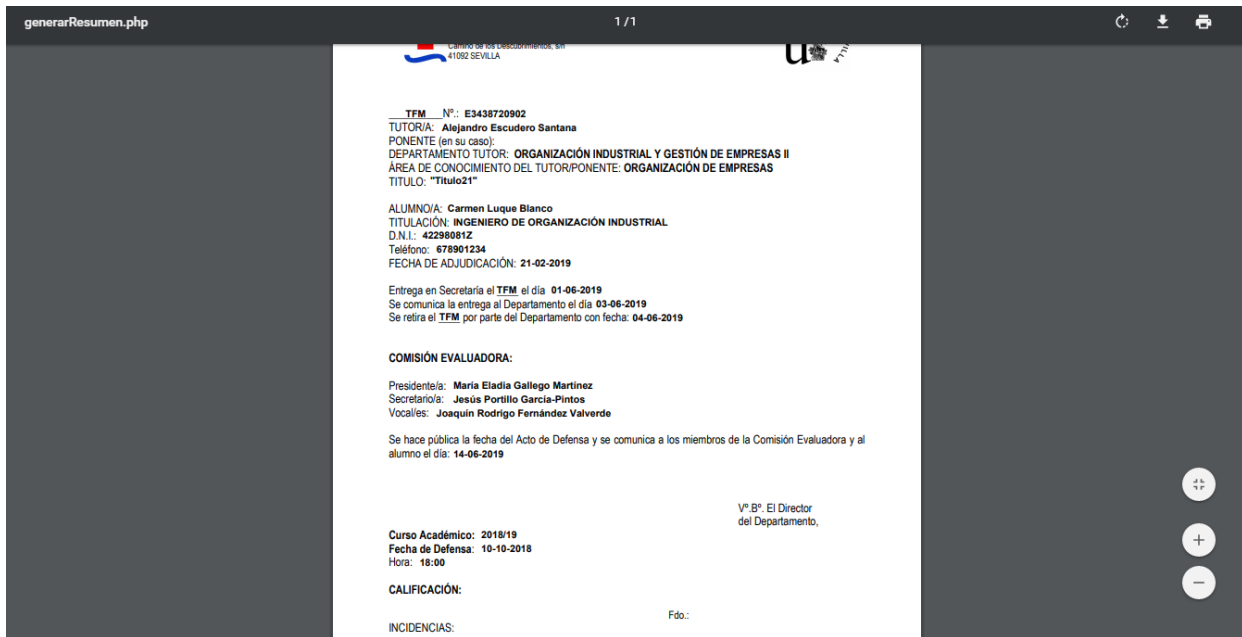 generarResumen.php
1 / 1
Camino de los Descubrimientos, s/n
41092 SEVILLA
TFM Nº.: E3438720902
TUTOR/A: Alejandro Escudero Santana
PONENTE (en su caso):
DEPARTAMENTO TUTOR: ORGANIZACIÓN INDUSTRIAL Y GESTIÓN DE EMPRESAS II
ÁREA DE CONOCIMIENTO DEL TUTOR/PONENTE: ORGANIZACIÓN DE EMPRESAS
TITULO: "Titulo21"
ALUMNO/A: Carmen Luque Blanco
TITULACIÓN: INGENIERO DE ORGANIZACIÓN INDUSTRIAL
D.N.I.: 42298081Z
Teléfono: 678901234
FECHA DE ADJUDICACIÓN: 21-02-2019
Entrega en Secretaría el TFM el día 01-06-2019
Se comunica la entrega al Departamento el día 03-06-2019
Se retira el TFM por parte del Departamento con fecha: 04-06-2019
COMISIÓN EVALUADORA:
Presidente/a: María Eladia Gallego Martínez
Secretario/a: Jesús Portillo García-Pintos
Vocal/es: Joaquín Rodrigo Fernández Valverde
Se hace pública la fecha del Acto de Defensa y se comunica a los miembros de la Comisión Evaluadora y al
alumno el día: 14-06-2019
Vº.Bº. El Director
del Departamento,
Curso Académico: 2018/19
Fecha de Defensa: 10-10-2018
Hora: 18:00
CALIFICACIÓN:
Fdo.:
INCIDENCIAS: